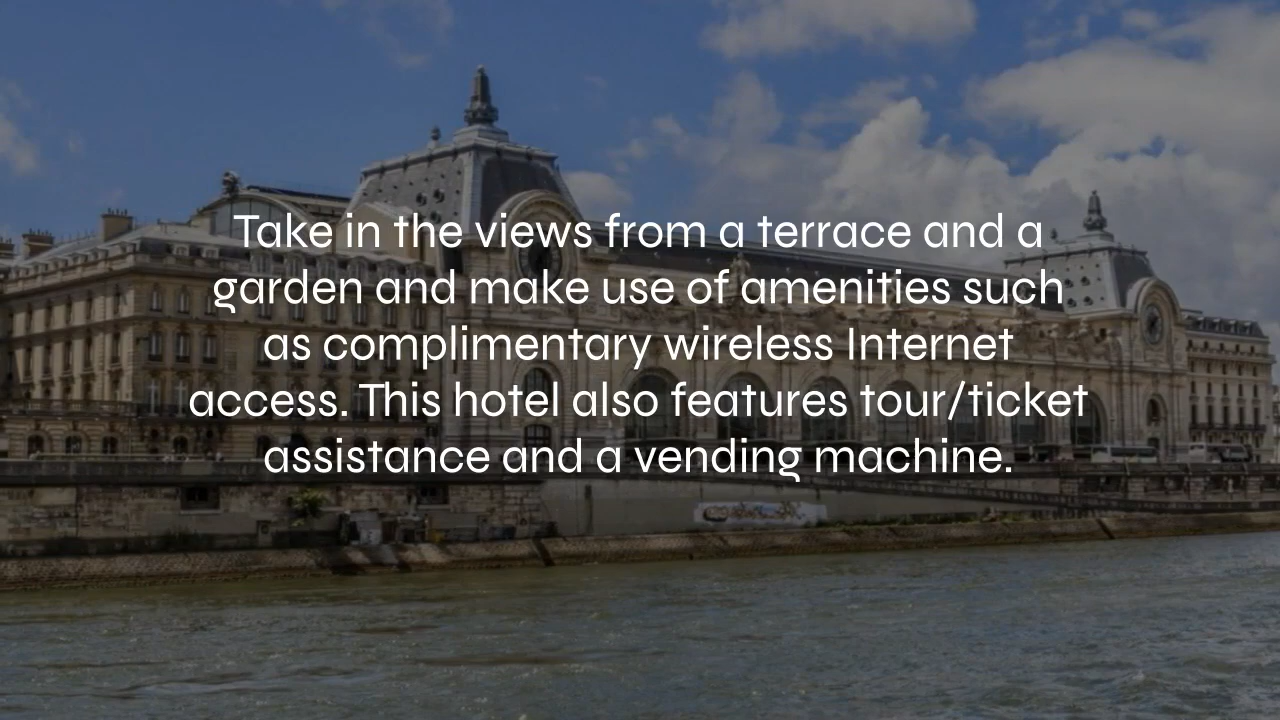 Take in the views from a terrace and a
garden and make use of amenities such
as complimentary wireless Internet
access. This hotel also features tour/ticket
assistance and a vending machine.